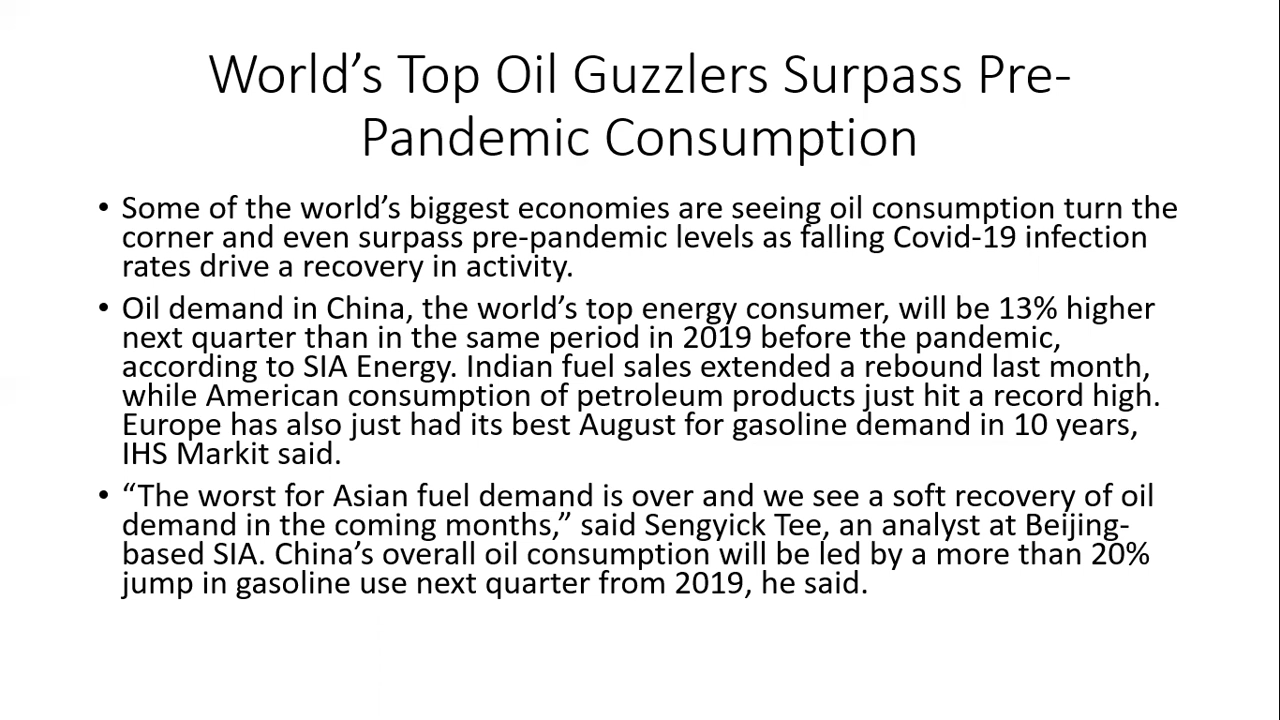 World’s Top Oil Guzzlers Surpass Pre-
Pandemic Consumption
• Some of the world’s biggest economies are seeing oil consumption turn the
corner and even surpass pre-pandemic levels as falling Covid-19 infection
rates drive a recovery in activity.
• Oil demand in China, the world’s top energy consumer, will be 13% higher
next quarter than in the same period in 2019 before the pandemic,
according to SIA Energy. Indian fuel sales extended a rebound last month,
while American consumption of petroleum products just hit a record high.
Europe has also just had its best August for gasoline demand in 10 years,
IHS Markit said.
• “The worst for Asian fuel demand is over and we see a soft recovery of oil
demand in the coming months,” said Sengyick Tee, an analyst at Beijing-
based SIA. China’s overall oil consumption will be led by a more than 20%
jump in gasoline use next quarter from 2019, he said.